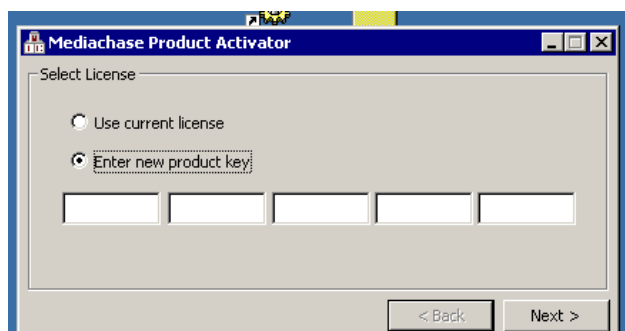 Mediachase Product Activator
Select License
Use current license
Enter new product key
< Back Next >